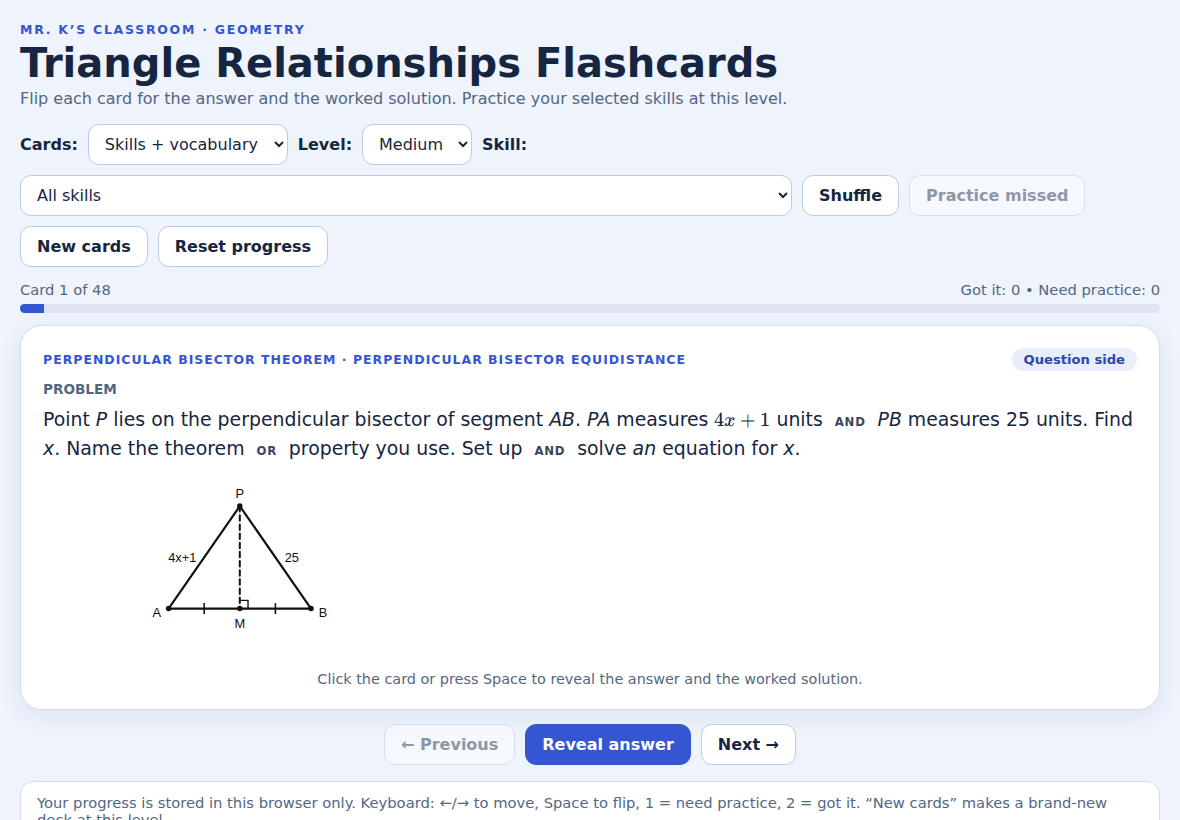 MR. K’S CLASSROOM · GEOMETRY
Triangle Relationships Flashcards
Flip each card for the answer and the worked solution. Practice your selected skills at this level.
Cards: Skills + vocabulary Level: Medium Skill:
All skills Shuffle Practice missed
New cards Reset progress
Card 1 of 48 Got it: 0 • Need practice: 0
PERPENDICULAR BISECTOR THEOREM · PERPENDICULAR BISECTOR EQUIDISTANCE Question side
PROBLEM
Point P lies on the perpendicular bisector of segment AB. PA measures 4x + 1 units AND PB measures 25 units. Find
x. Name the theorem OR property you use. Set up AND solve an equation for x.
P
4x+1 25
A B
M
Click the card or press Space to reveal the answer and the worked solution.
← Previous Reveal answer Next →
Your progress is stored in this browser only. Keyboard: ←/→ to move, Space to flip, 1 = need practice, 2 = got it. “New cards” makes a brand-new
deck at this level.